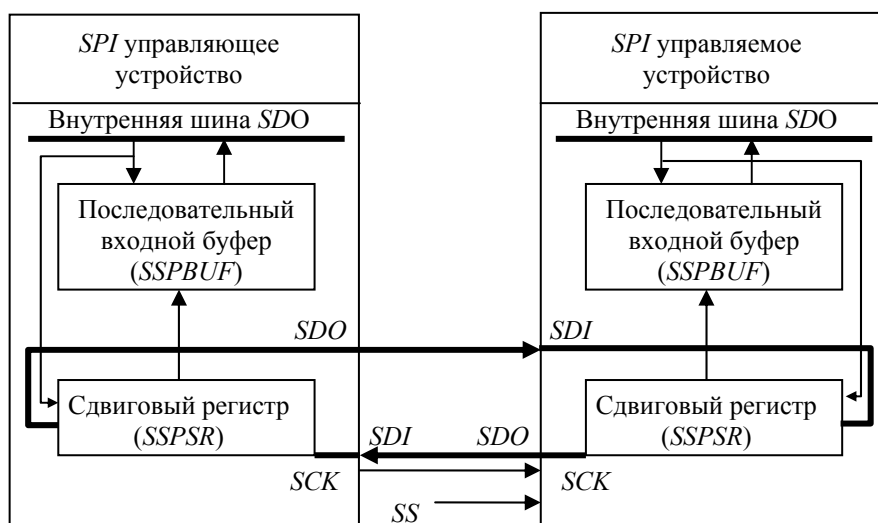 SPI управляющее
устройство
Внутренняя шина SDO
Последовательный
входной буфер
(SSPBUF)
SDO
Сдвиговый регистр
(SSPSR)
SDI
SCK
SPI управляемое
устройство
Внутренняя шина SDO
Последовательный
входной буфер
(SSPBUF)
SDI
Сдвиговый регистр
(SSPSR)
SDO
SCK
SS